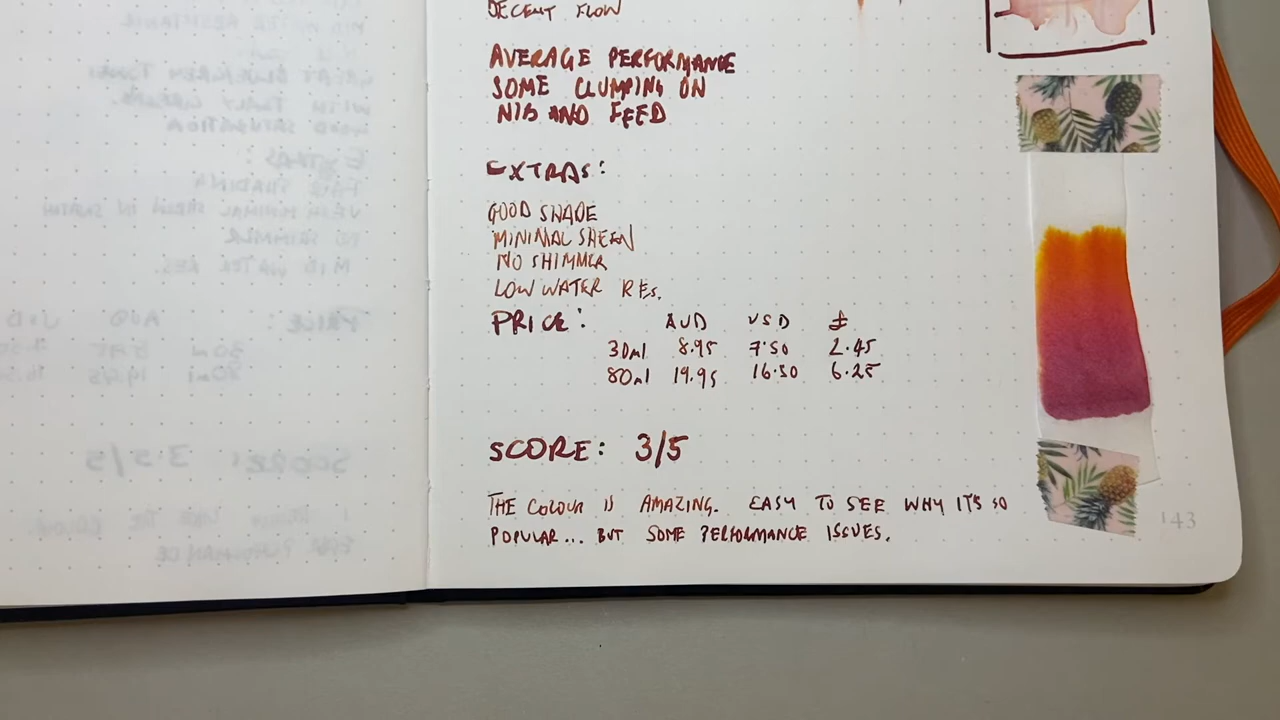 DECENT FLOW
AVERAGE PERFORMANCE
SOME CLUMPING ON
NIB AND FEED
EXTRAS:
GOOD SHADE
MINIMAL SHEEN
NO SHIMMER
LOW WATER RES.
PRICE: AUD USD £
30ml 8.95 7.50 2.45
80ml 19.95 16.50 6.25
SCORE: 3/5
THE COLOUR IS AMAZING. EASY TO SEE WHY IT'S SO
POPULAR... BUT SOME PERFORMANCE ISSUES.
143